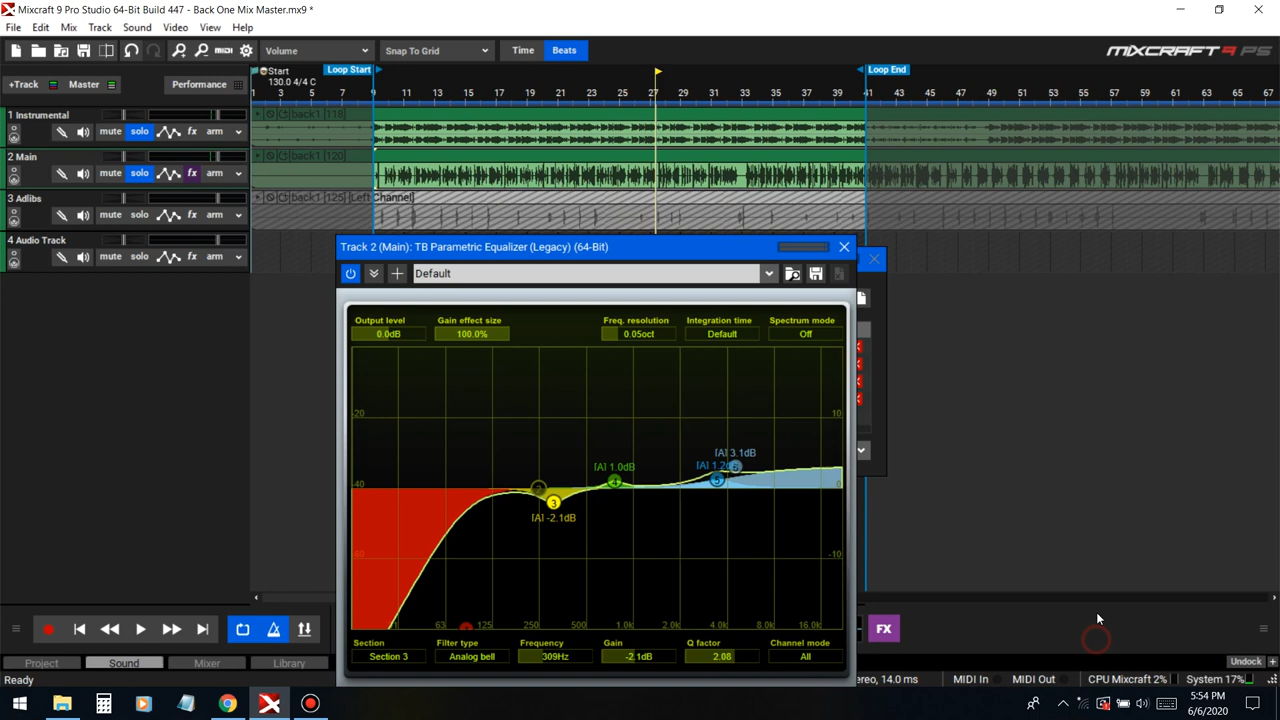 Mixcraft 9 Pro Studio 64-Bit Build 447 - Back One Mix Master.mx9 *
File Edit Mix Track Sound Video View Help
MIDI Volume Snap To Grid Time Beats MIXCRAFT 9 PS
+Track Master Performance
Start Loop Start Loop End
130.0 4/4 C
1 3 5 7 9 11 13 15 17 19 21 23 25 27 29 31 33 35 37 39 41 43 45 47 49 51 53 55 57 59 61 63 65 67
1 Instrumental back1 [118]
mute solo fx arm
2 Main back1 [120]
mute solo fx arm
3 Adlibs back1 [125] [Left Channel]
mute solo fx arm
4 Audio Track
mute solo fx arm
Track 2 (Main): TB Parametric Equalizer (Legacy) (64-Bit)
Default
Output level Gain effect size Freq. resolution Integration time Spectrum mode
0.0dB 100.0% 0.05oct Default Off
-20 10
[A] 3.1dB
[A] 1.0dB [A] 1.2
-40 2 3 4 5 6 0
[A] -2.1dB
-60 -10
63 125 250 500 1.0k 2.0k 4.0k 8.0k 16.0k
Section Filter type Frequency Gain Q factor Channel mode
Section 3 Analog bell 309Hz -2.1dB 2.08 All
FX
Project Sound Mixer Library Undock +
Ready ereo, 14.0 ms MIDI In MIDI Out CPU Mixcraft 2% System 17%
5:54 PM
6/6/2020